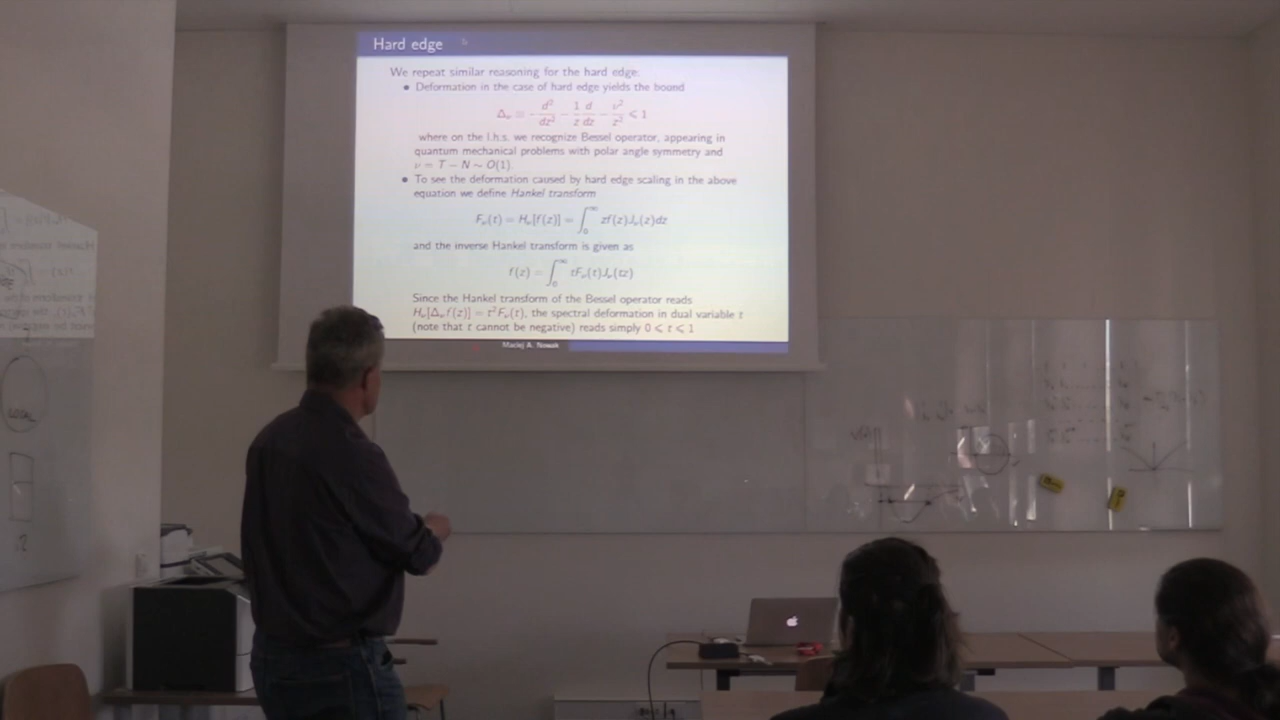 Hard edge
We repeat similar reasoning for the hard edge.
• Deformation in the case of hard edge yields the bound
Δ_ν ≡ −d²/dz² − 1/z d/dz − ν²/z² ⩽ 1
where on the l.h.s. we recognize Bessel operator, appearing in
quantum mechanical problems with polar angle symmetry and
ν = T − N ∼ O(1).
• To see the deformation caused by hard edge scaling in the above
equation we define Hankel transform
F_ν(t) = H_ν[f(z)] = ∫₀^∞ zf(z)J_ν(z)dz
and the inverse Hankel transform is given as
f(z) = ∫₀^∞ tF_ν(t)J_ν(tz)
Since the Hankel transform of the Bessel operator reads
H_ν[Δ_ν f(z)] = t²F_ν(t), the spectral deformation in dual variable t
(note that t cannot be negative) reads simply 0 ⩽ t ⩽ 1
Maciej A. Nowak